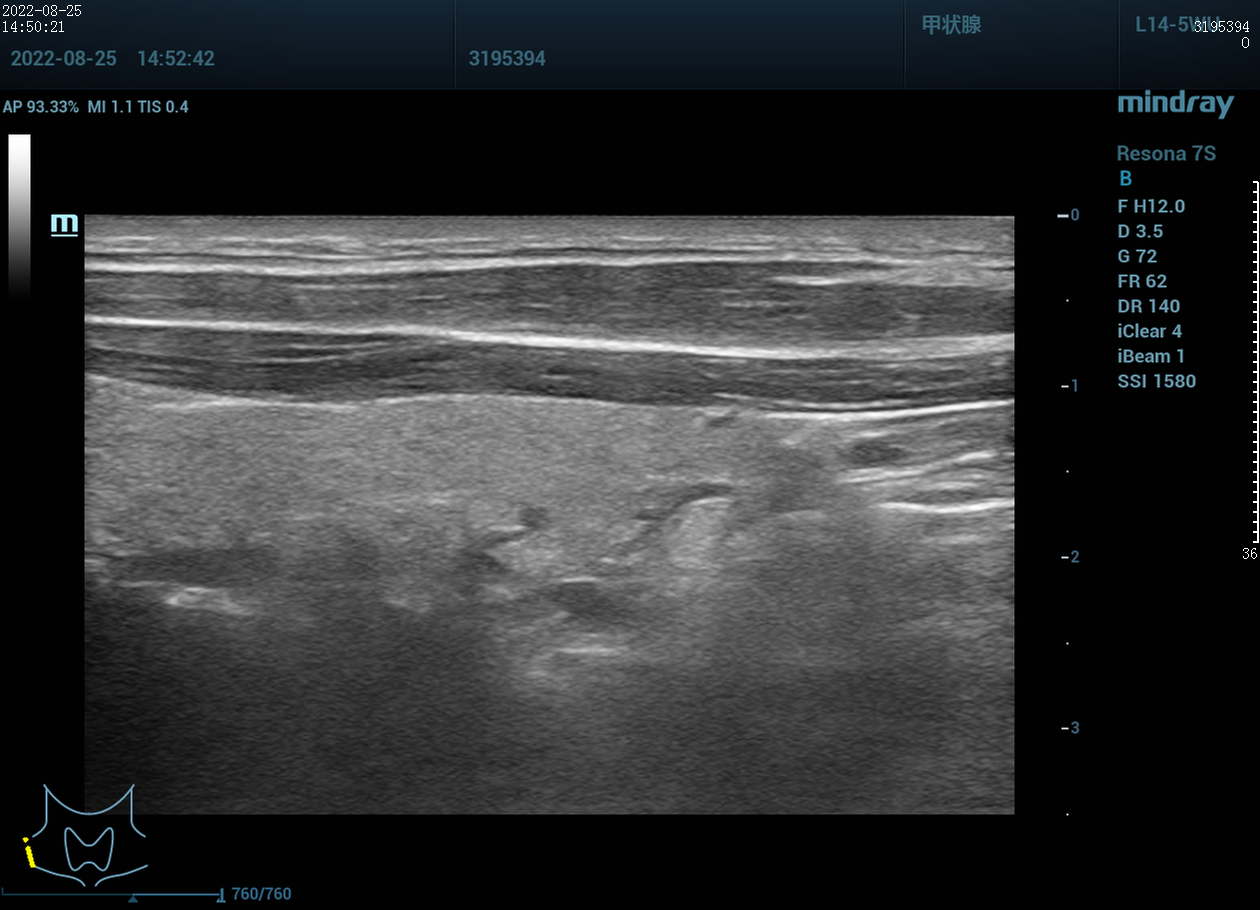 2022-08-25
14:50:21
2022-08-25 14:52:42
3195394
甲状腺
3195394
0
AP 93.33% MI 1.1 TIS 0.4
mindray
Resona 7S
B
F H12.0
D 3.5
G 72
FR 62
DR 140
iClear 4
iBeam 1
SSI 1580
m
0
1
2
3
36
760/760